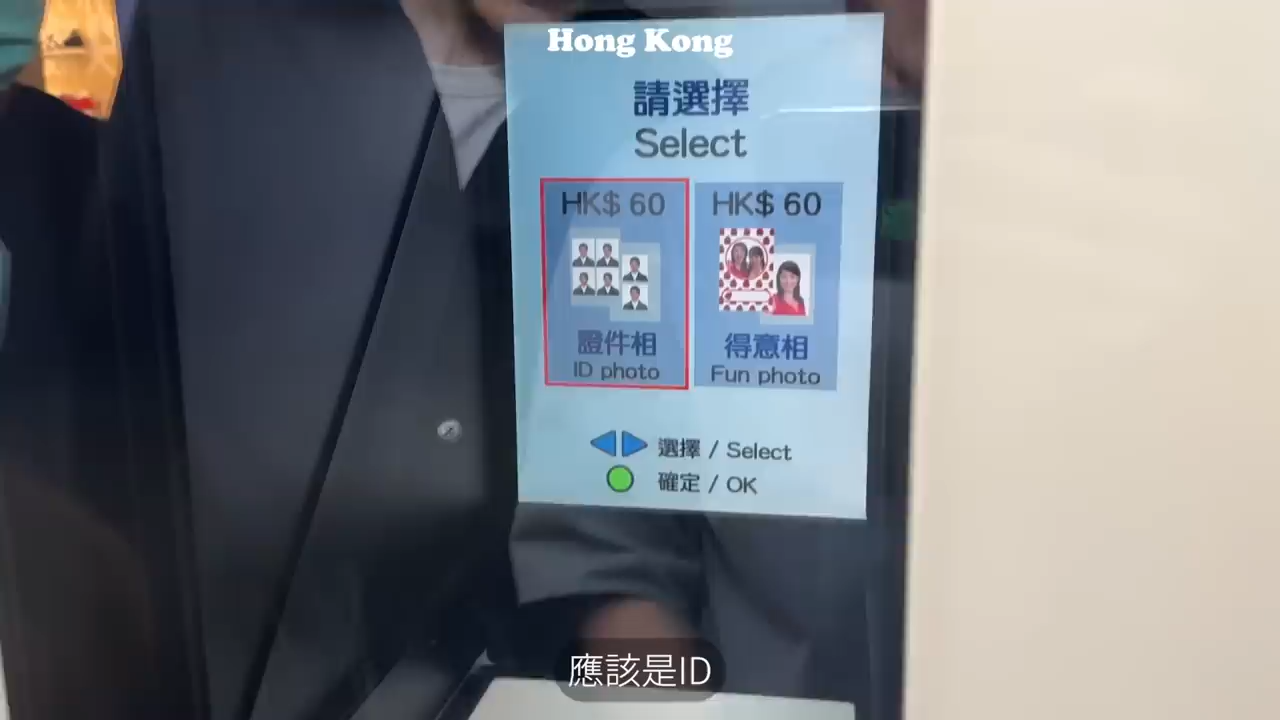 Hong Kong
請選擇
Select
HK$ 60
證件相
ID photo
HK$ 60
得意相
Fun photo
選擇 / Select
確定 / OK
應該是ID